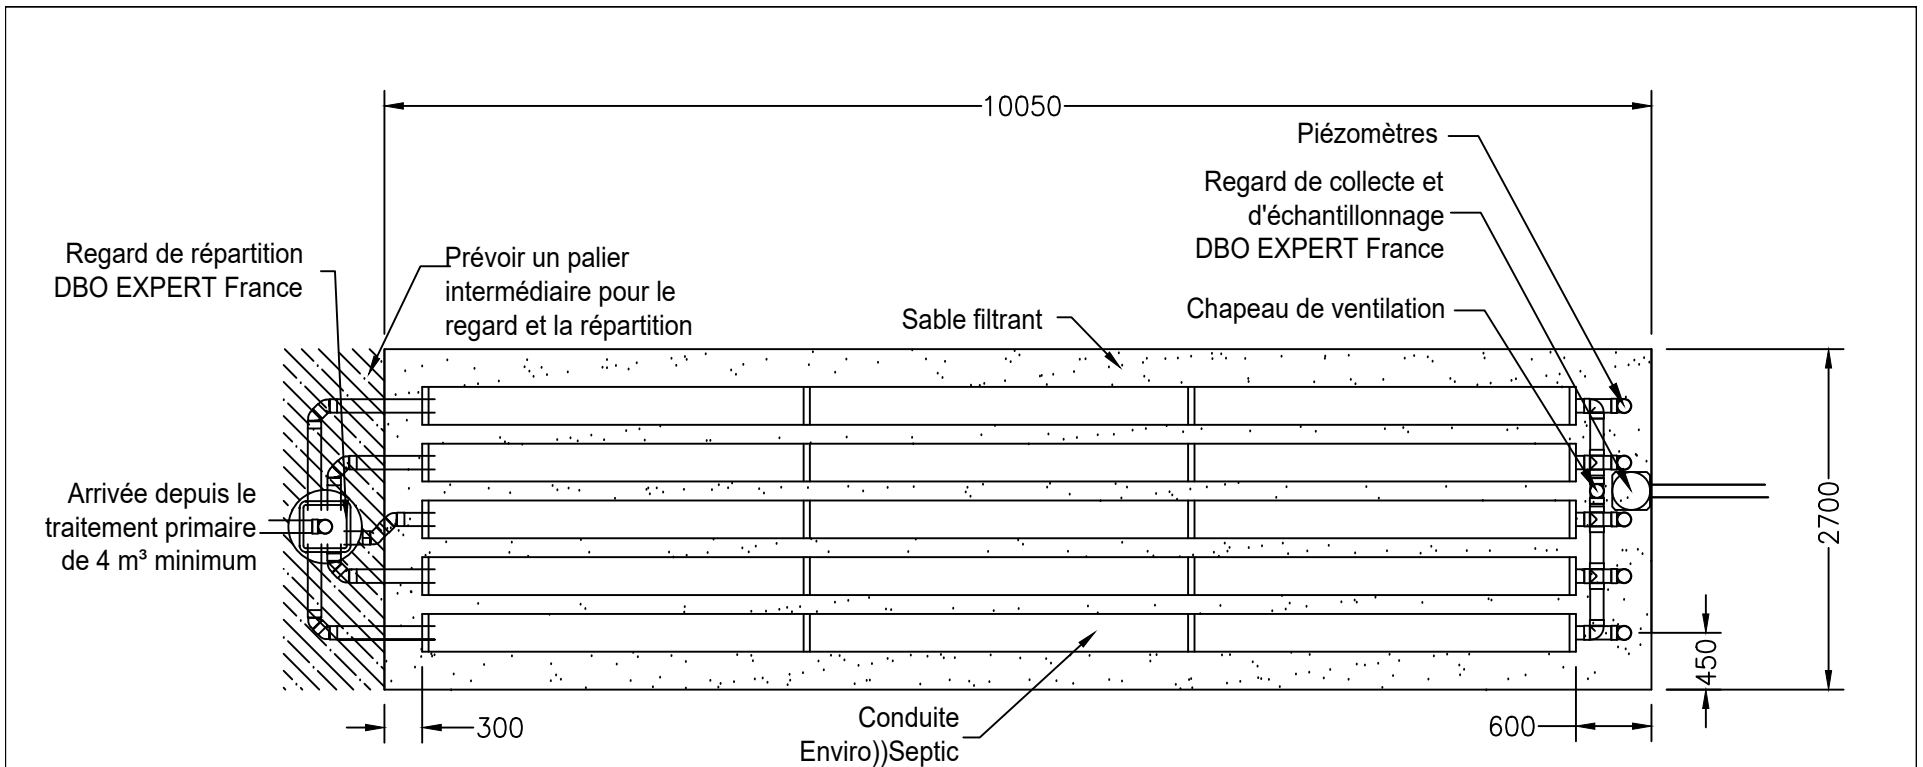 10050
Piézomètres
Regard de collecte et
d'échantillonnage
DBO EXPERT France
Regard de répartition
DBO EXPERT France
Prévoir un palier
intermédiaire pour le
regard et la répartition
Sable filtrant
Chapeau de ventilation
Arrivée depuis le
traitement primaire
de 4 m³ minimum
2700
450
300
Conduite
Enviro))Septic
600